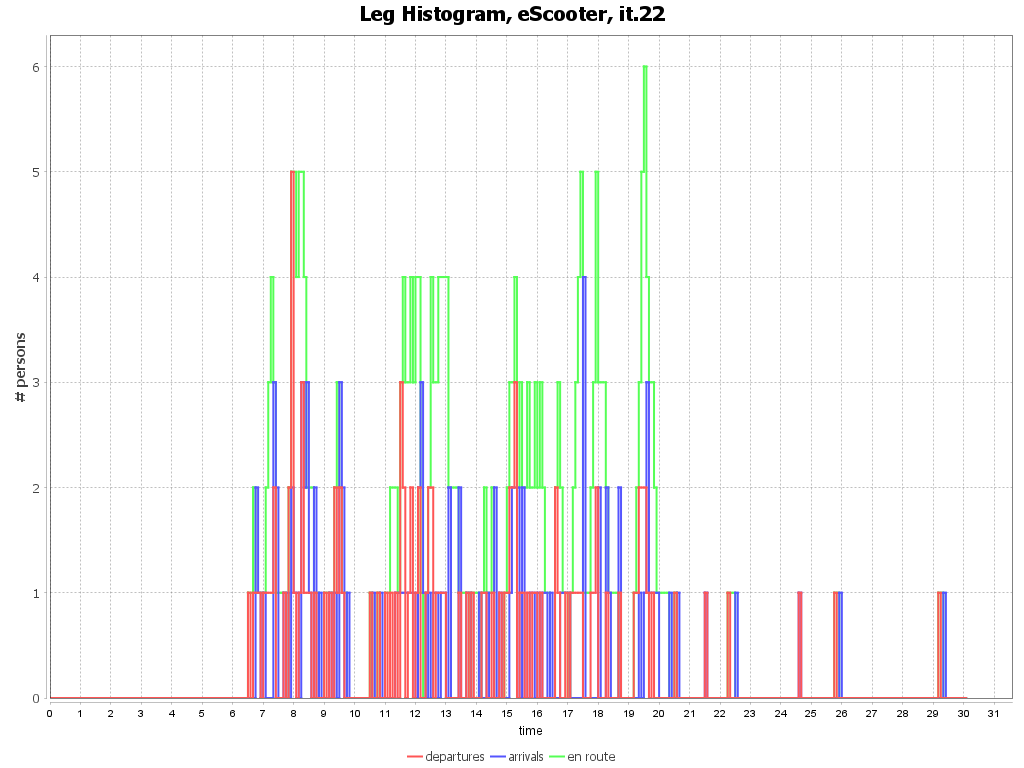 Leg Histogram, eScooter, it.22
# persons
6
5
4
3
2
1
0
0 1 2 3 4 5 6 7 8 9 10 11 12 13 14 15 16 17 18 19 20 21 22 23 24 25 26 27 28 29 30 31
time
departures arrivals en route